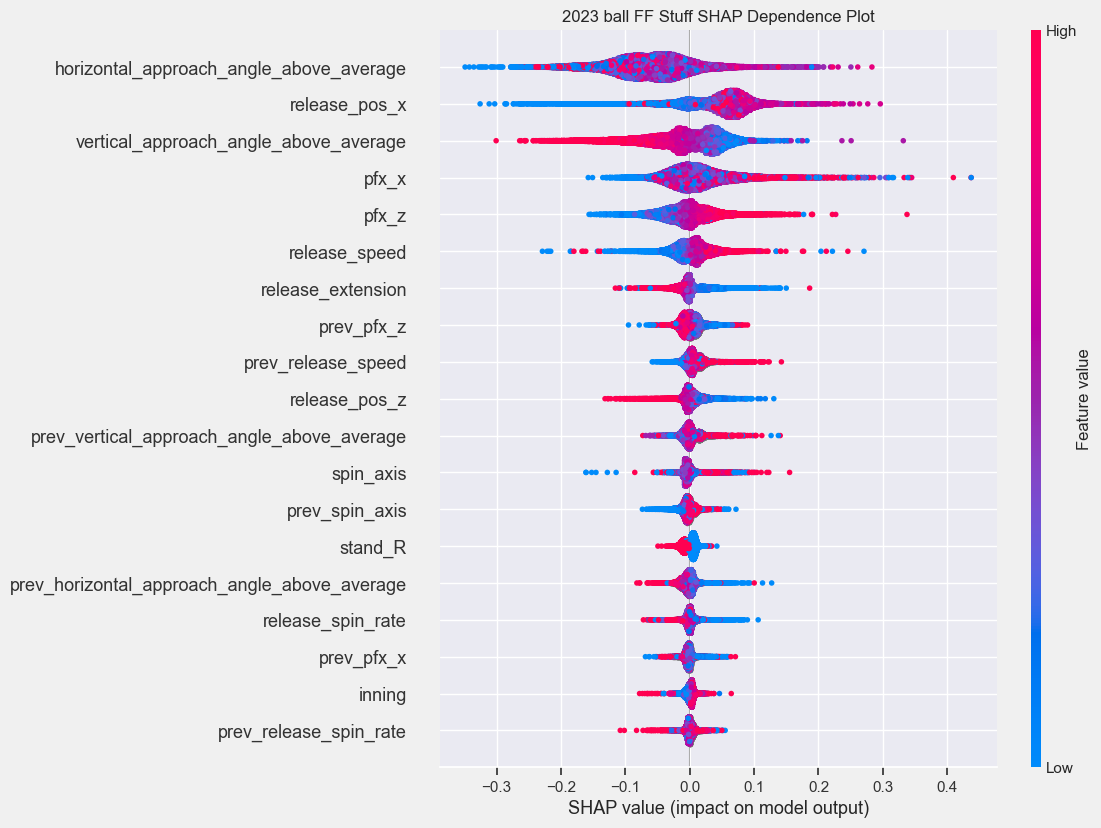 2023 ball FF Stuff SHAP Dependence Plot
High
horizontal_approach_angle_above_average
release_pos_x
vertical_approach_angle_above_average
pfx_x
pfx_z
release_speed
release_extension
prev_pfx_z
prev_release_speed
release_pos_z
prev_vertical_approach_angle_above_average
spin_axis
prev_spin_axis
stand_R
prev_horizontal_approach_angle_above_average
release_spin_rate
prev_pfx_x
inning
prev_release_spin_rate
Feature value
Low
−0.3 −0.2 −0.1 0.0 0.1 0.2 0.3 0.4
SHAP value (impact on model output)